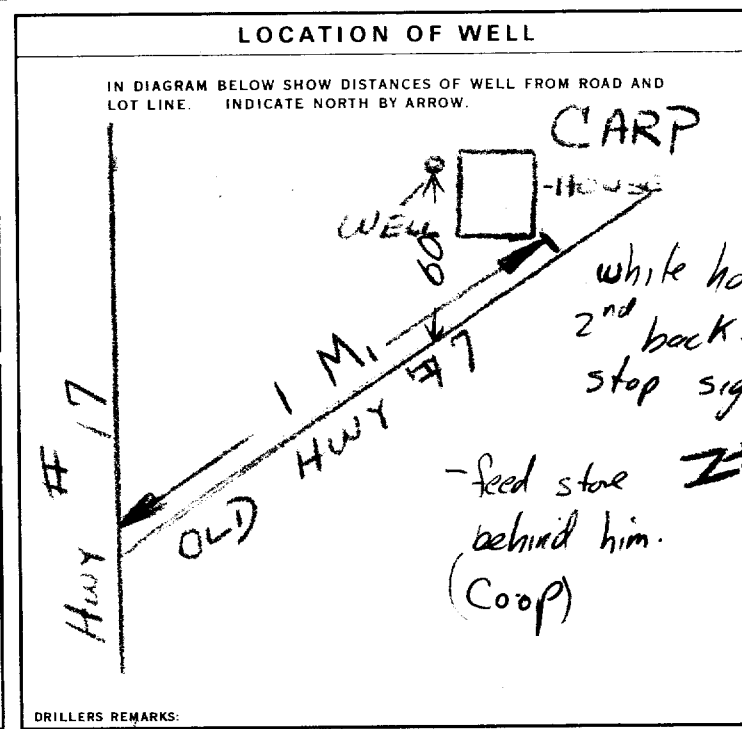 LOCATION OF WELL
IN DIAGRAM BELOW SHOW DISTANCES OF WELL FROM ROAD AND
LOT LINE. INDICATE NORTH BY ARROW.
CARP
-HOUSE
WELL
60
white
2nd back
stop
1 M.
HWY # 17
OLD HWY #7
-feed store
behind him.
(Coop)
DRILLERS REMARKS: